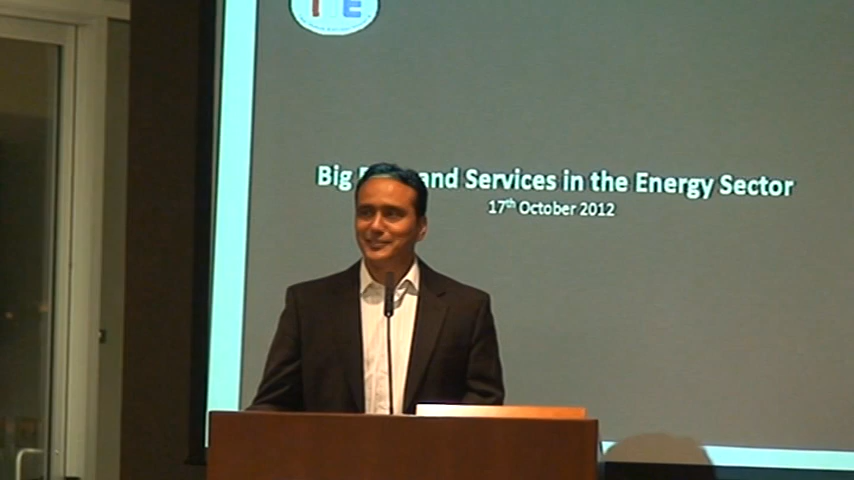 Big and Services in the Energy Sector
17th October 2012